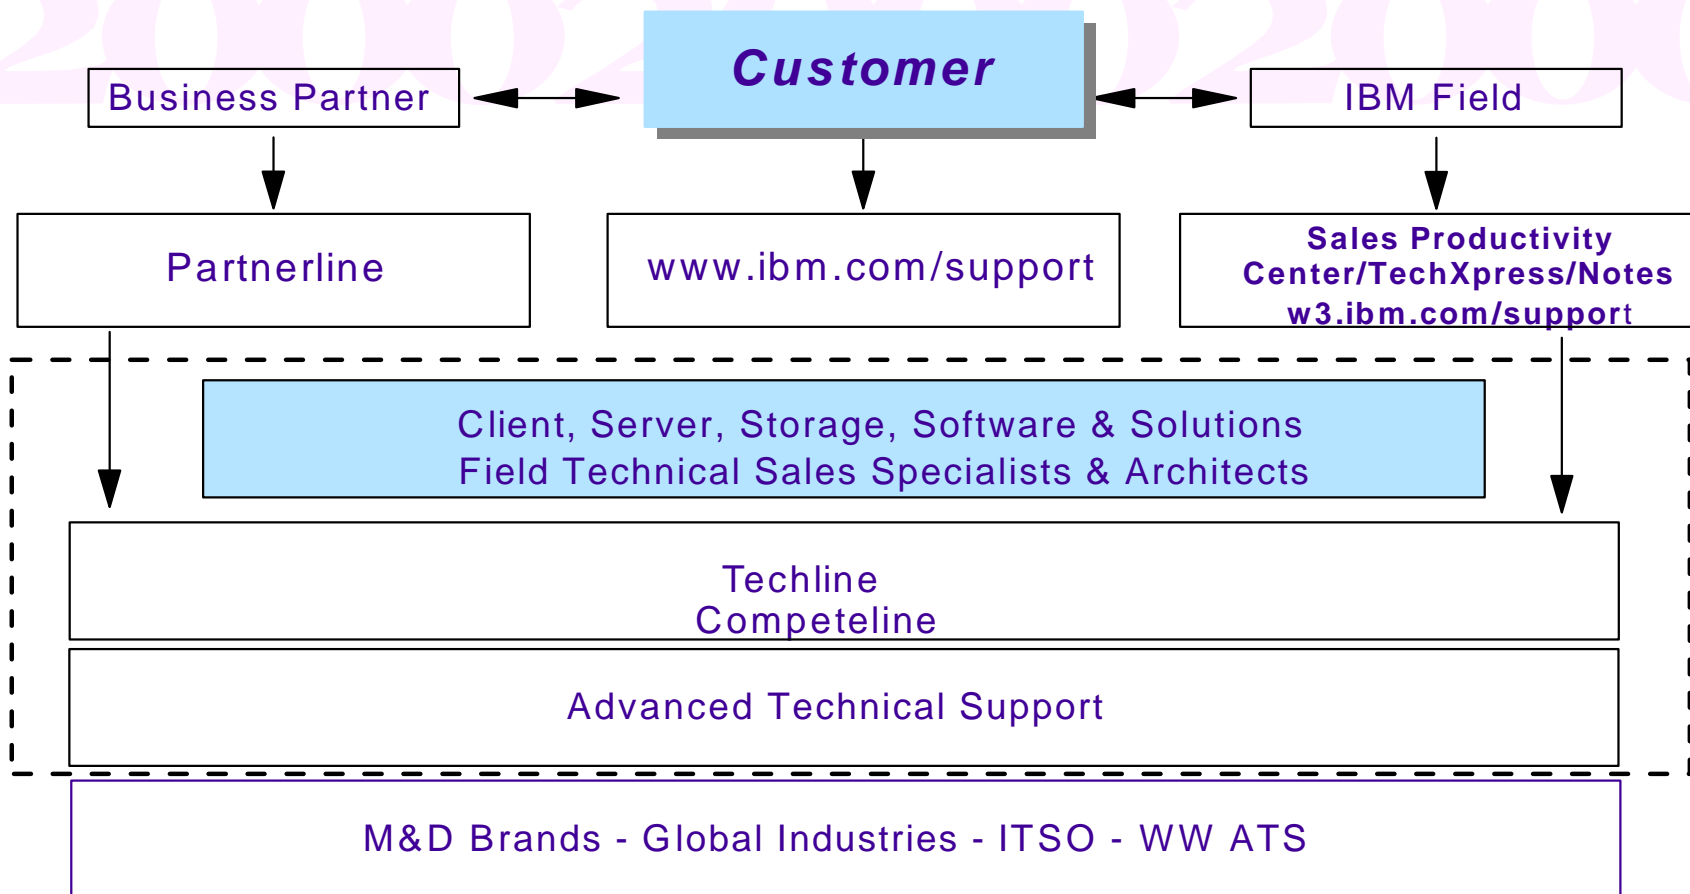 Customer
Business Partner
IBM Field
Partnerline
www.ibm.com/support
Sales Productivity
Center/TechXpress/Notes
w3.ibm.com/support
Client, Server, Storage, Software & Solutions
Field Technical Sales Specialists & Architects
Techline
Competeline
Advanced Technical Support
M&D Brands - Global Industries - ITSO - WW ATS